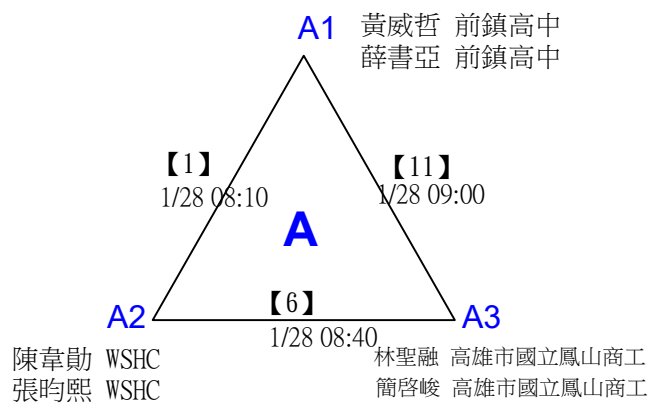 A1
黃威哲 前鎮高中
薛書亞 前鎮高中
【1】
1/28 08:10
【11】
1/28 09:00
A
【6】
1/28 08:40
A2
陳韋勛 WSHC
張昀熙 WSHC
A3
林聖融 高雄市國立鳳山商工
簡啓峻 高雄市國立鳳山商工